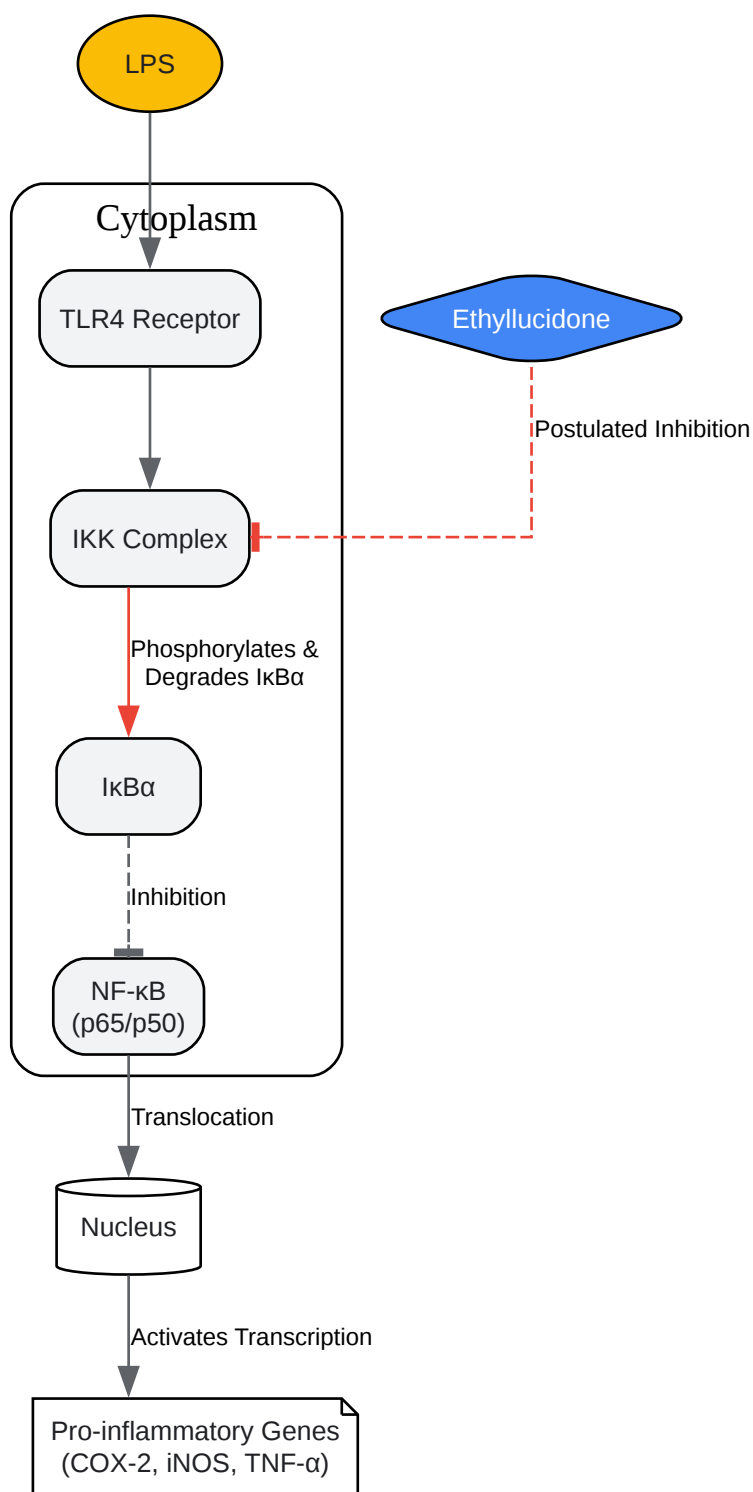 LPS
Cytoplasm
TLR4 Receptor
Ethyllucidone
Postulated Inhibition
IKK Complex
Phosphorylates &
Degrades IκBα
IκBα
Inhibition
NF-κB
(p65/p50)
Translocation
Nucleus
Activates Transcription
Pro-inflammatory Genes
(COX-2, iNOS, TNF-α)